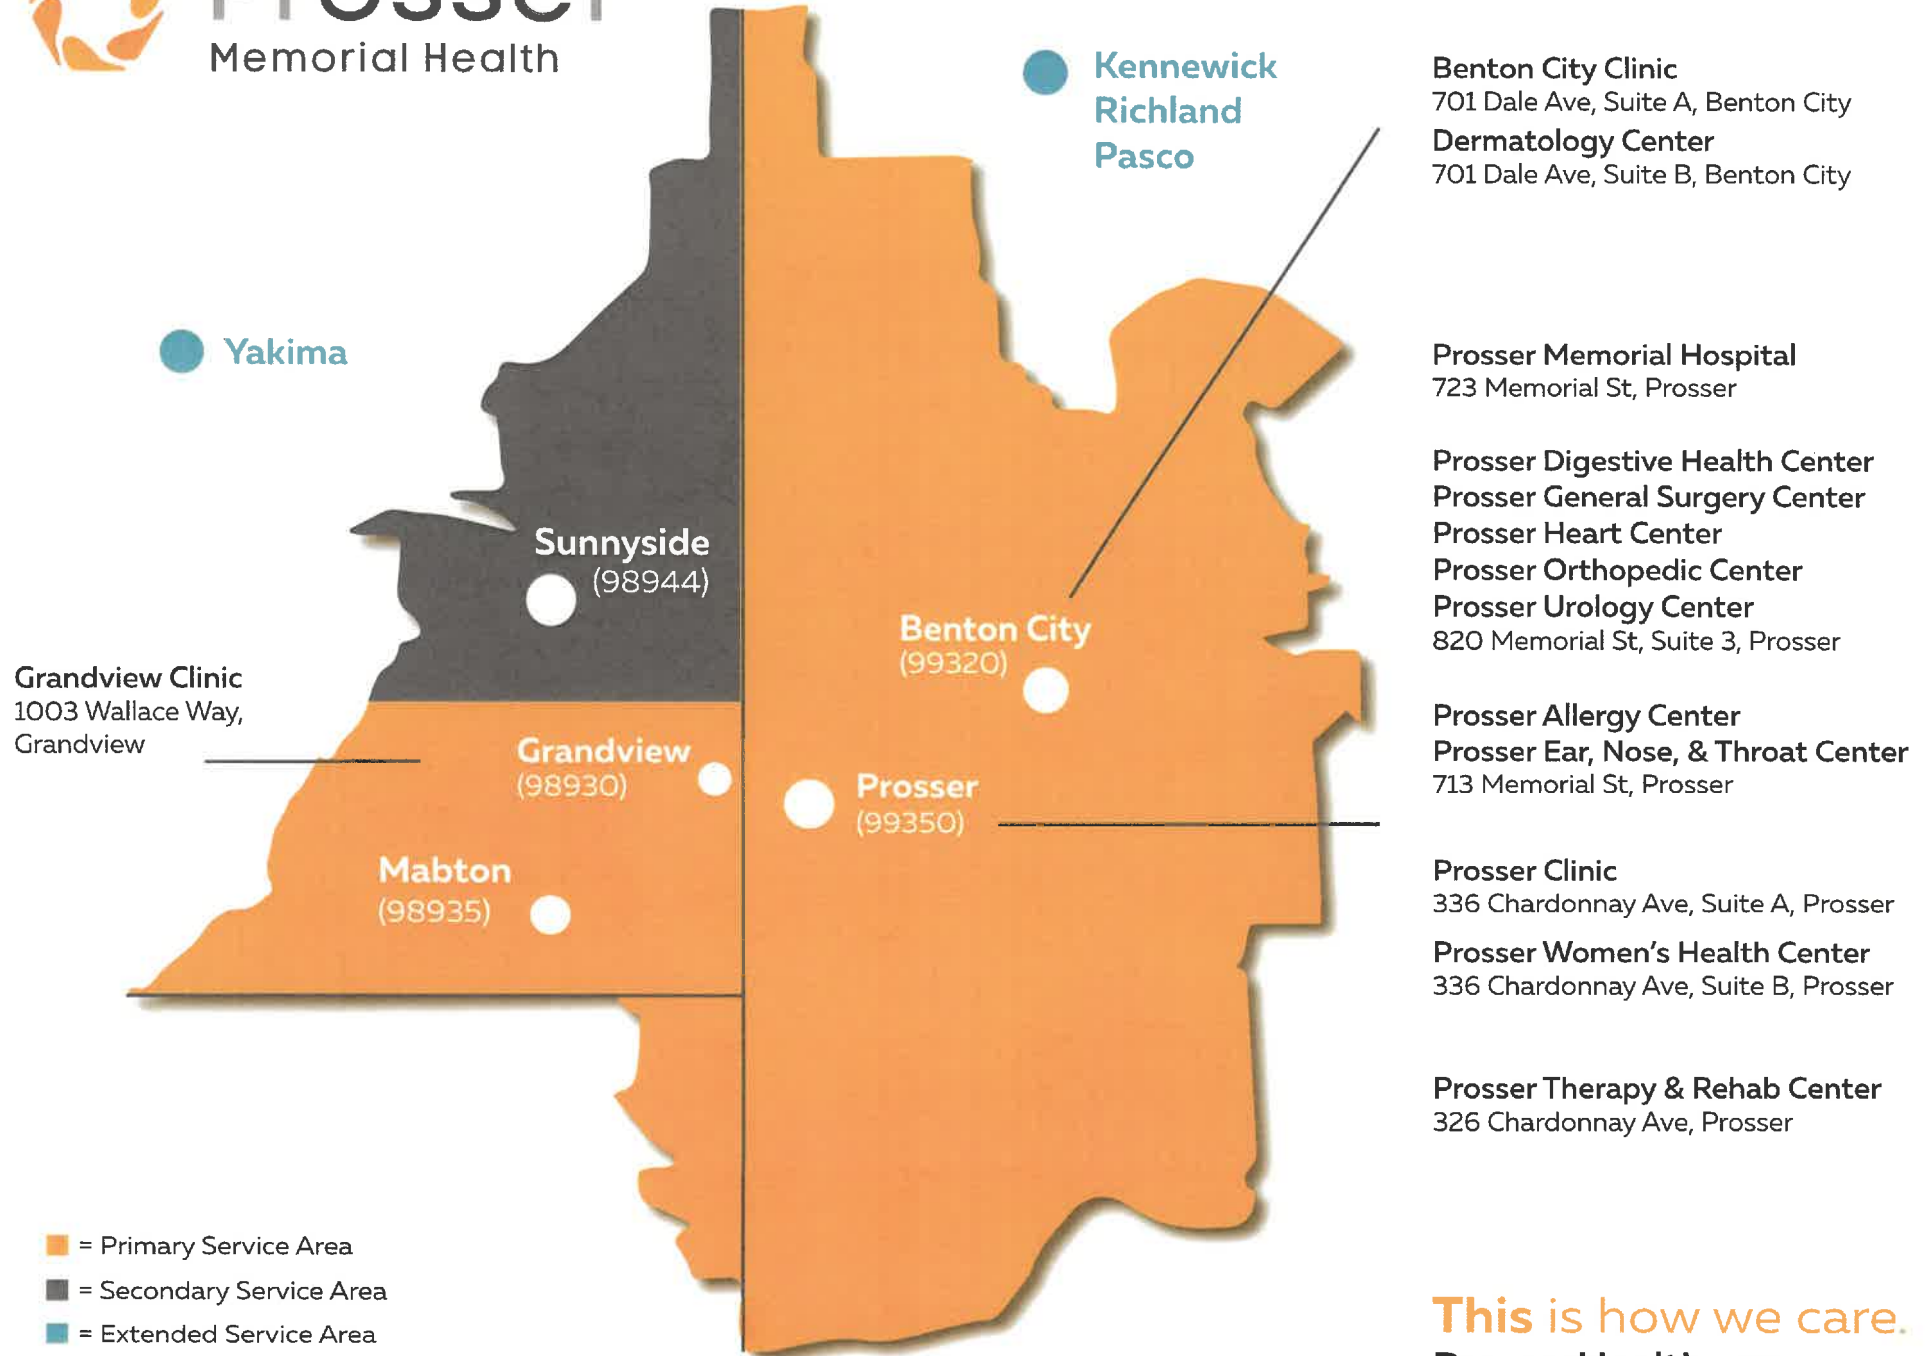 Prosser
Memorial Health
Kennewick
Richland
Pasco
Yakima
Sunnyside
(98944)
Benton City
(99320)
Grandview Clinic
1003 Wallace Way,
Grandview
Grandview
(98930)
Prosser
(99350)
Mabton
(98935)
Benton City Clinic
701 Dale Ave, Suite A, Benton City
Dermatology Center
701 Dale Ave, Suite B, Benton City
Prosser Memorial Hospital
723 Memorial St, Prosser
Prosser Digestive Health Center
Prosser General Surgery Center
Prosser Heart Center
Prosser Orthopedic Center
Prosser Urology Center
820 Memorial St, Suite 3, Prosser
Prosser Allergy Center
Prosser Ear, Nose, & Throat Center
713 Memorial St, Prosser
Prosser Clinic
336 Chardonnay Ave, Suite A, Prosser
Prosser Women's Health Center
336 Chardonnay Ave, Suite B, Prosser
Prosser Therapy & Rehab Center
326 Chardonnay Ave, Prosser
= Primary Service Area
= Secondary Service Area
= Extended Service Area
This is how we care.